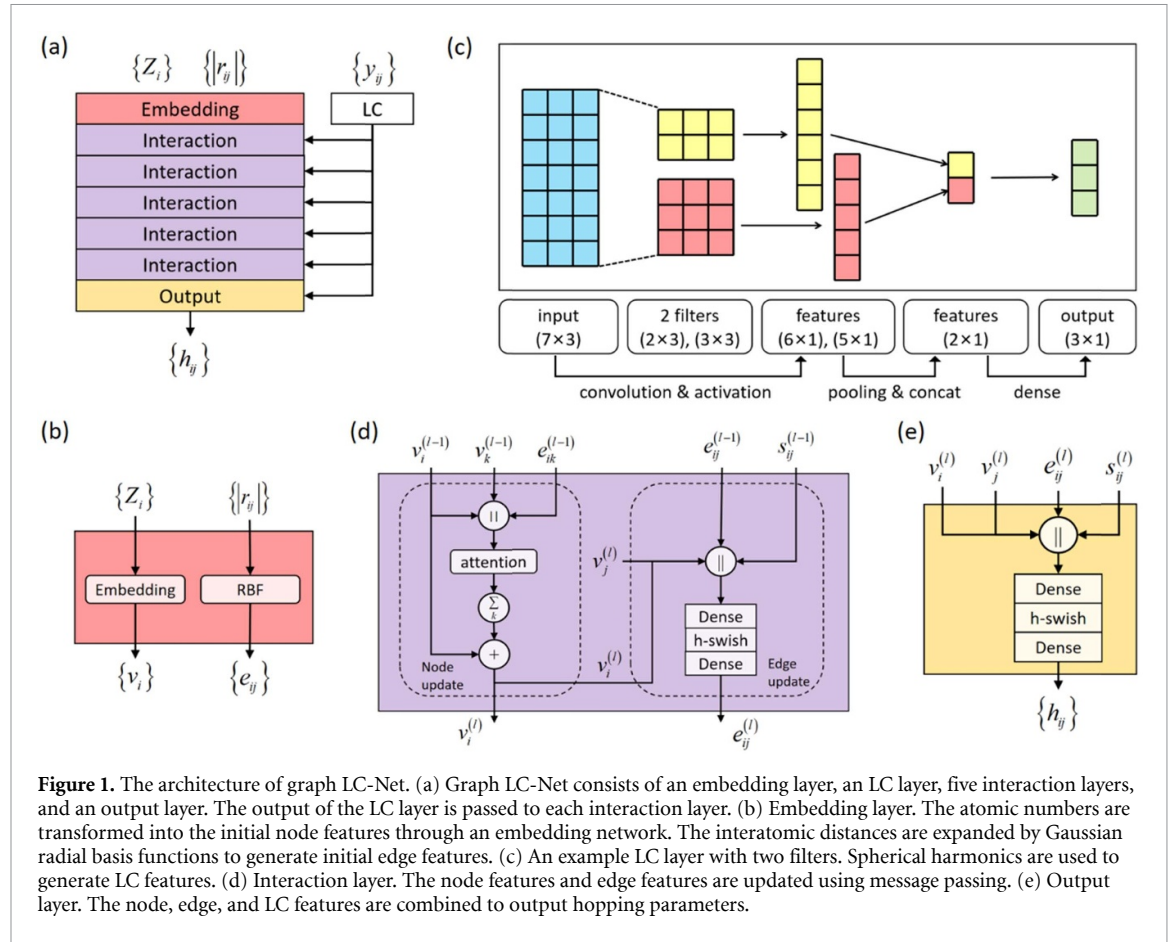 (a)
{Z_i} {|r_ij|} {y_ij}
Embedding LC
Interaction
Interaction
Interaction
Interaction
Interaction
Output
{h_ij}
(c)
input
(7×3)
2 filters
(2×3), (3×3)
features
(6×1), (5×1)
features
(2×1)
output
(3×1)
convolution & activation
pooling & concat
dense
(b)
{Z_i} {|r_ij|}
Embedding RBF
{v_i} {e_ij}
(d)
v_i^(l-1) v_k^(l-1) e_ik^(l-1) e_ij^(l-1) s_ij^(l-1)
||
attention
Σ_k
+
Node
update
v_i^(l)
v_j^(l)
v_i^(l)
||
Dense
h-swish
Dense
Edge
update
e_ij^(l)
(e)
v_i^(l) v_j^(l) e_ij^(l) s_ij^(l)
||
Dense
h-swish
Dense
{h_ij}
Figure 1. The architecture of graph LC-Net. (a) Graph LC-Net consists of an embedding layer, an LC layer, five interaction layers,
and an output layer. The output of the LC layer is passed to each interaction layer. (b) Embedding layer. The atomic numbers are
transformed into the initial node features through an embedding network. The interatomic distances are expanded by Gaussian
radial basis functions to generate initial edge features. (c) An example LC layer with two filters. Spherical harmonics are used to
generate LC features. (d) Interaction layer. The node features and edge features are updated using message passing. (e) Output
layer. The node, edge, and LC features are combined to output hopping parameters.